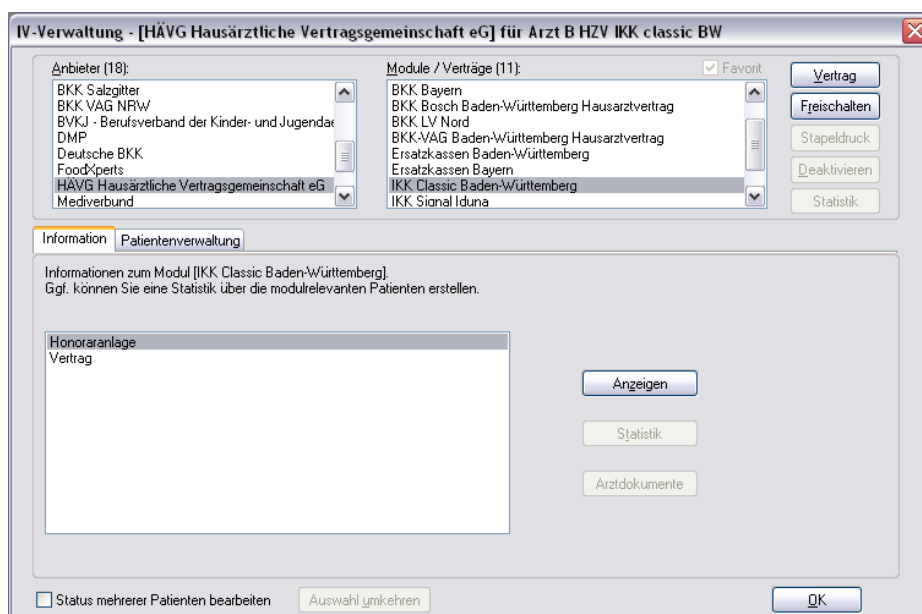 IV-Verwaltung - [HÄVG Hausärztliche Vertragsgemeinschaft eG] für Arzt B HZV IKK classic BW
Anbieter (18):
BKK Salzgitter
BKK VAG NRW
BVKJ - Berufsverband der Kinder- und Jugendae
DMP
Deutsche BKK
FoodXperts
HÄVG Hausärztliche Vertragsgemeinschaft eG
Mediverbund
Module / Verträge (11):
Favorit
BKK Bayern
BKK Bosch Baden-Württemberg Hausarztvertrag
BKK LV Nord
BKK-VAG Baden-Württemberg Hausarztvertrag
Ersatzkassen Baden-Württemberg
Ersatzkassen Bayern
IKK Classic Baden-Württemberg
IKK Signal Iduna
Vertrag
Freischalten
Stapeldruck
Deaktivieren
Statistik
Information
Patientenverwaltung
Informationen zum Modul [IKK Classic Baden-Württemberg].
Ggf. können Sie eine Statistik über die modulrelevanten Patienten erstellen.
Honoraranlage
Vertrag
Anzeigen
Statistik
Arztdokumente
Status mehrerer Patienten bearbeiten
Auswahl umkehren
OK